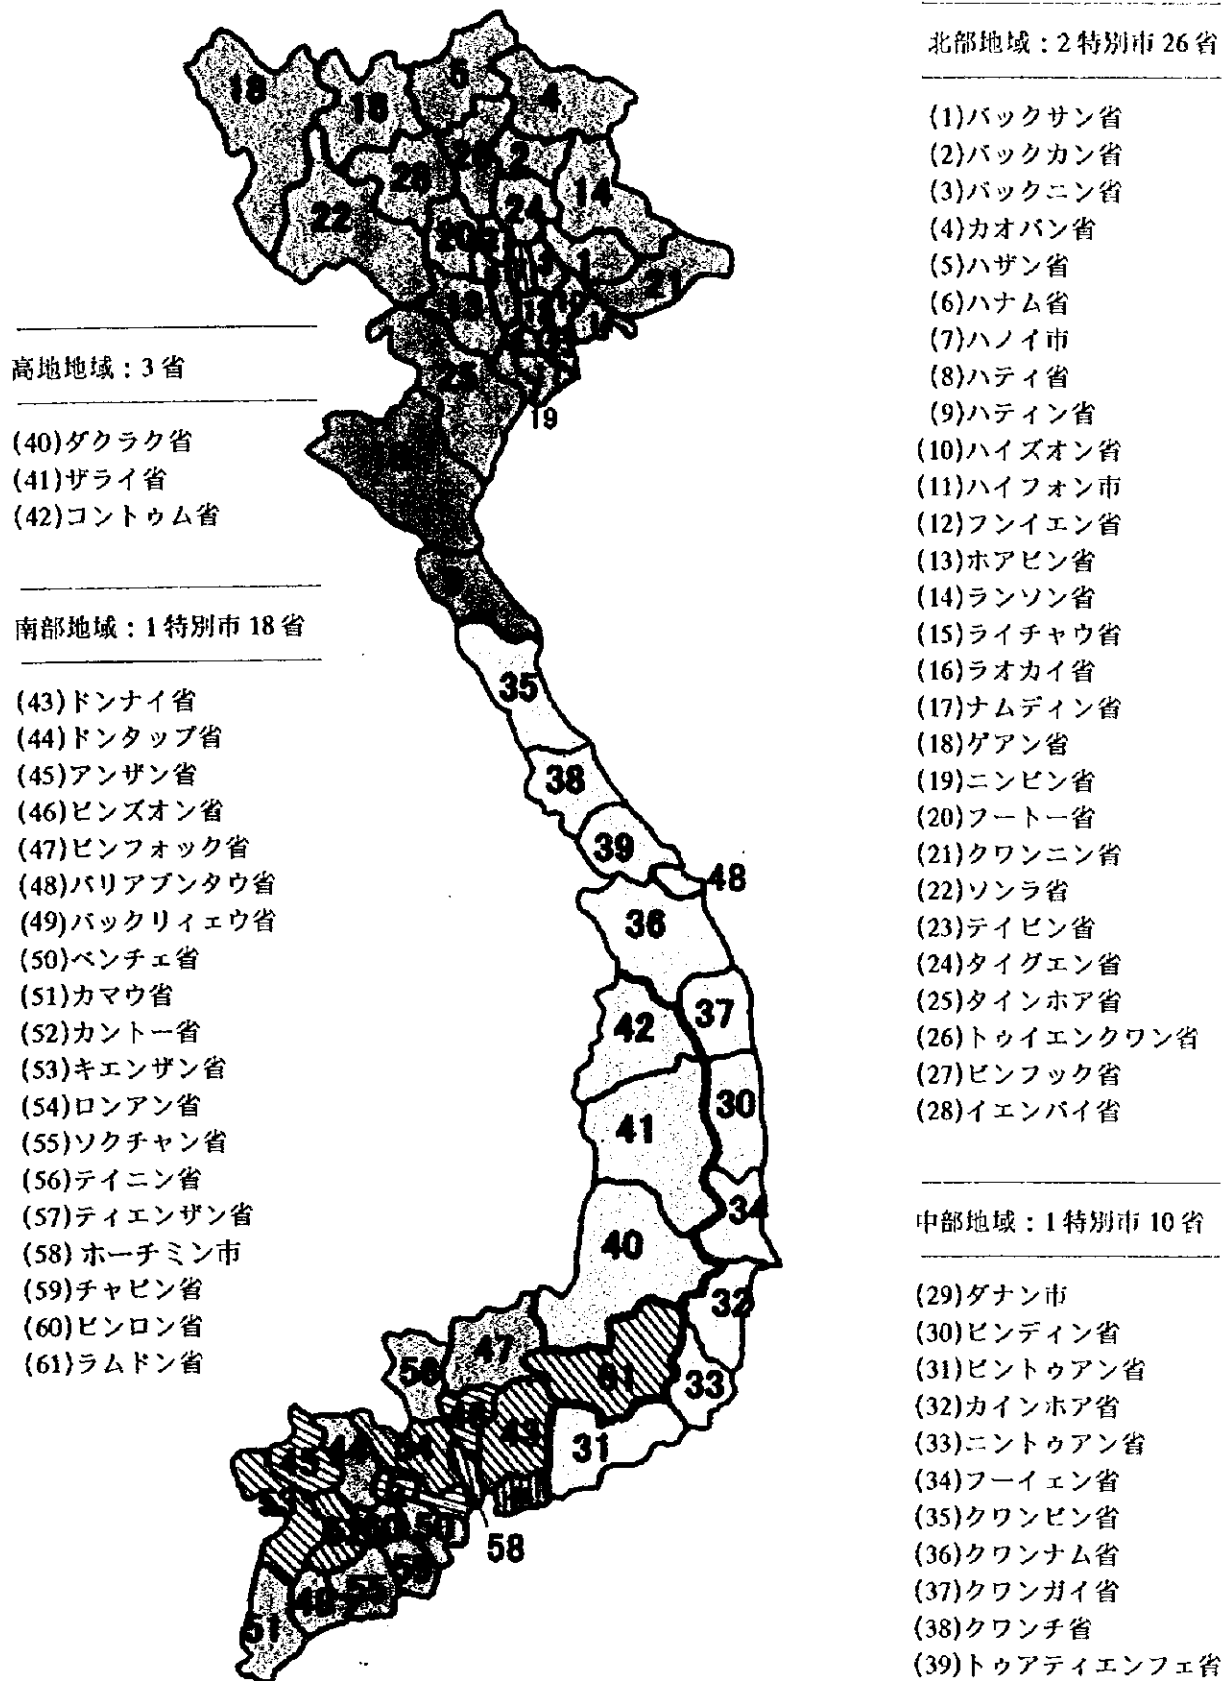 北部地域：2特別市26省
(1)バックサン省
(2)バックカン省
(3)バックニン省
(4)カオバン省
(5)ハザン省
(6)ハナム省
(7)ハノイ市
(8)ハティ省
(9)ハティン省
(10)ハイズオン省
(11)ハイフォン市
(12)フンイエン省
(13)ホアビン省
(14)ランソン省
(15)ライチャウ省
(16)ラオカイ省
(17)ナムディン省
(18)ゲアン省
(19)ニンビン省
(20)フートー省
(21)クワンニン省
(22)ソンラ省
(23)テイビン省
(24)タイグエン省
(25)タインホア省
(26)トゥイエンクワン省
(27)ビンフック省
(28)イエンバイ省
中部地域：1特別市10省
(29)ダナン市
(30)ビンディン省
(31)ビントゥアン省
(32)カインホア省
(33)ニントゥアン省
(34)フーイェン省
(35)クワンビン省
(36)クワンナム省
(37)クワンガイ省
(38)クワンチ省
(39)トゥアティエンフェ省
高地地域：3省
(40)ダクラク省
(41)ザライ省
(42)コントゥム省
南部地域：1特別市18省
(43)ドンナイ省
(44)ドンタップ省
(45)アンザン省
(46)ビンズオン省
(47)ビンフォック省
(48)バリアブンタウ省
(49)バックリィェウ省
(50)ベンチェ省
(51)カマウ省
(52)カントー省
(53)キエンザン省
(54)ロンアン省
(55)ソクチャン省
(56)テイニン省
(57)ティエンザン省
(58)ホーチミン市
(59)チャビン省
(60)ビンロン省
(61)ラムドン省
5
4
16
2
28
14
22
24
20
1
21
25
19
35
38
39
48
36
37
42
30
41
34
40
32
47
56
61
33
43
31
45
58
51